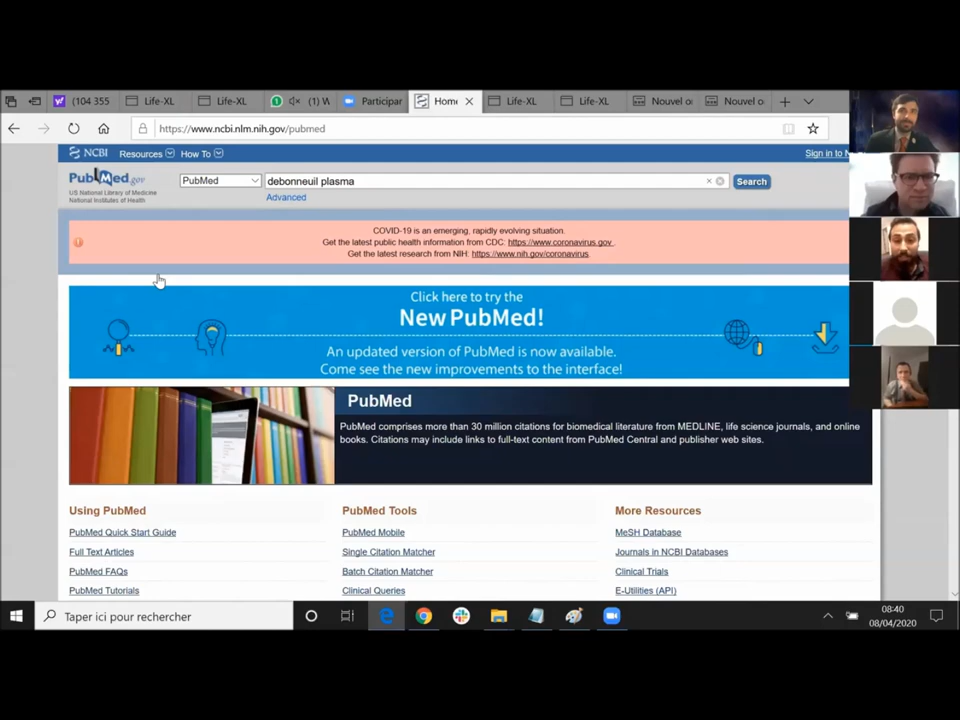 (104 355
Life-XL
Life-XL
(1) W
Participar
Home
Life-XL
Life-XL
Nouvel o
Nouvel o
https://www.ncbi.nlm.nih.gov/pubmed
NCBI Resources How To Sign in to N
PubMed.gov
US National Library of Medicine
National Institutes of Health
PubMed
debonneuil plasma
Search
Advanced
COVID-19 is an emerging, rapidly evolving situation.
Get the latest public health information from CDC: https://www.coronavirus.gov .
Get the latest research from NIH: https://www.nih.gov/coronavirus.
Click here to try the
New PubMed!
An updated version of PubMed is now available.
Come see the new improvements to the interface!
PubMed
PubMed comprises more than 30 million citations for biomedical literature from MEDLINE, life science journals, and online
books. Citations may include links to full-text content from PubMed Central and publisher web sites.
Using PubMed
PubMed Quick Start Guide
Full Text Articles
PubMed FAQs
PubMed Tutorials
PubMed Tools
PubMed Mobile
Single Citation Matcher
Batch Citation Matcher
Clinical Queries
More Resources
MeSH Database
Journals in NCBI Databases
Clinical Trials
E-Utilities (API)
Taper ici pour rechercher
08:40
08/04/2020